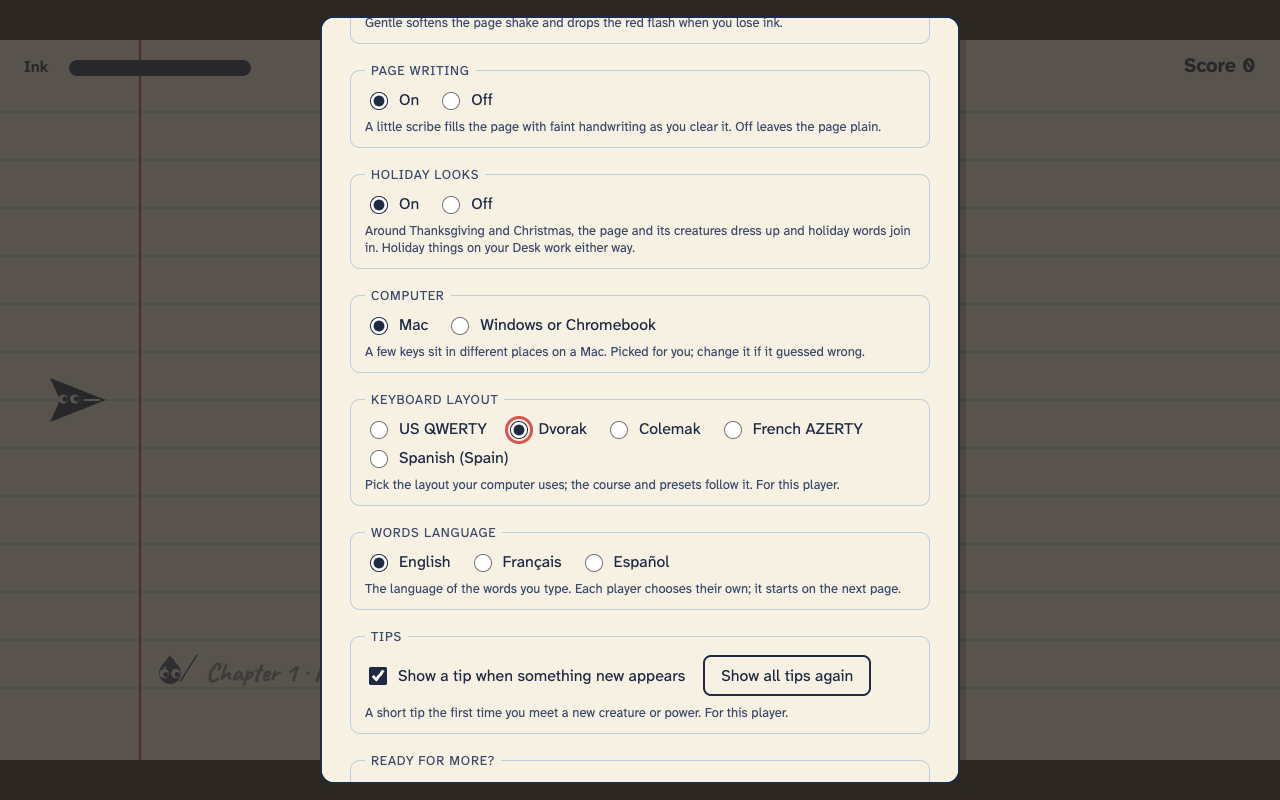 Gentle softens the page shake and drops the red flash when you lose ink.
Ink
Score 0
PAGE WRITING
On Off
A little scribe fills the page with faint handwriting as you clear it. Off leaves the page plain.
HOLIDAY LOOKS
On Off
Around Thanksgiving and Christmas, the page and its creatures dress up and holiday words join
in. Holiday things on your Desk work either way.
COMPUTER
Mac Windows or Chromebook
A few keys sit in different places on a Mac. Picked for you; change it if it guessed wrong.
KEYBOARD LAYOUT
US QWERTY Dvorak Colemak French AZERTY
Spanish (Spain)
Pick the layout your computer uses; the course and presets follow it. For this player.
WORDS LANGUAGE
English Français Español
The language of the words you type. Each player chooses their own; it starts on the next page.
TIPS
Show a tip when something new appears Show all tips again
Chapter 1 ·
A short tip the first time you meet a new creature or power. For this player.
READY FOR MORE?